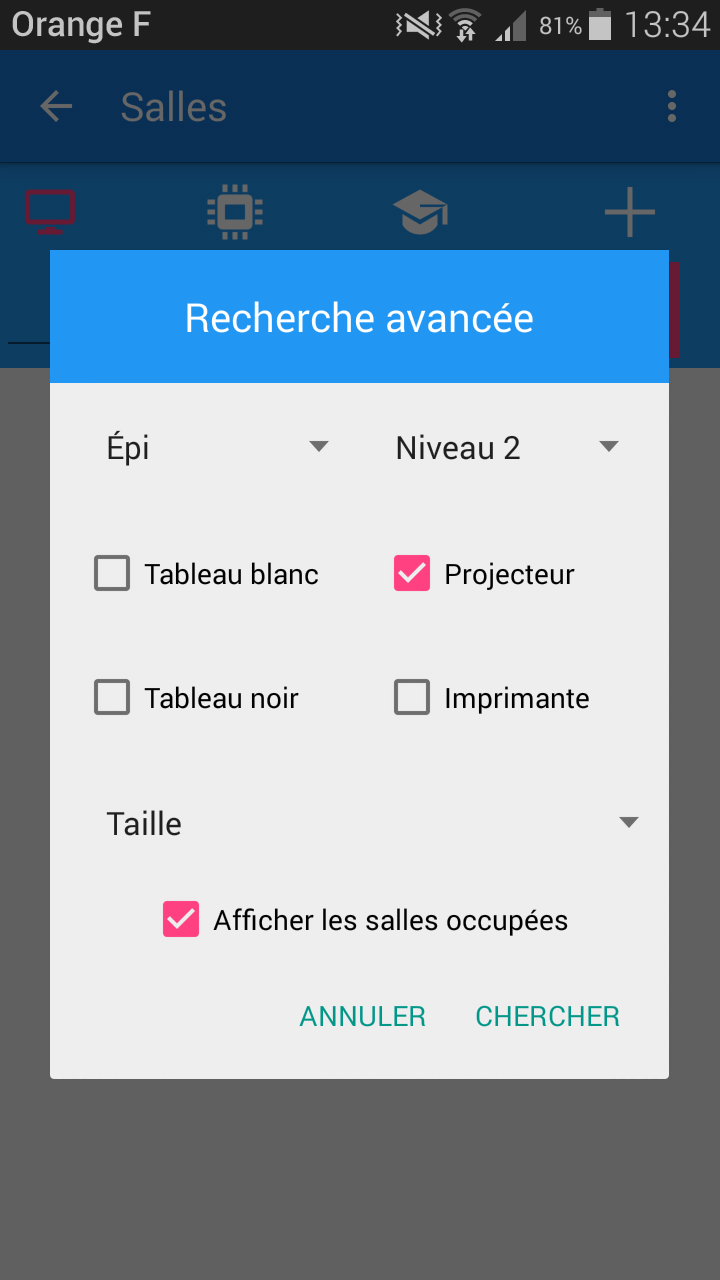 Orange F 81% 13:34
Salles
Recherche avancée
Épi Niveau 2
Tableau blanc Projecteur
Tableau noir Imprimante
Taille
Afficher les salles occupées
ANNULER CHERCHER